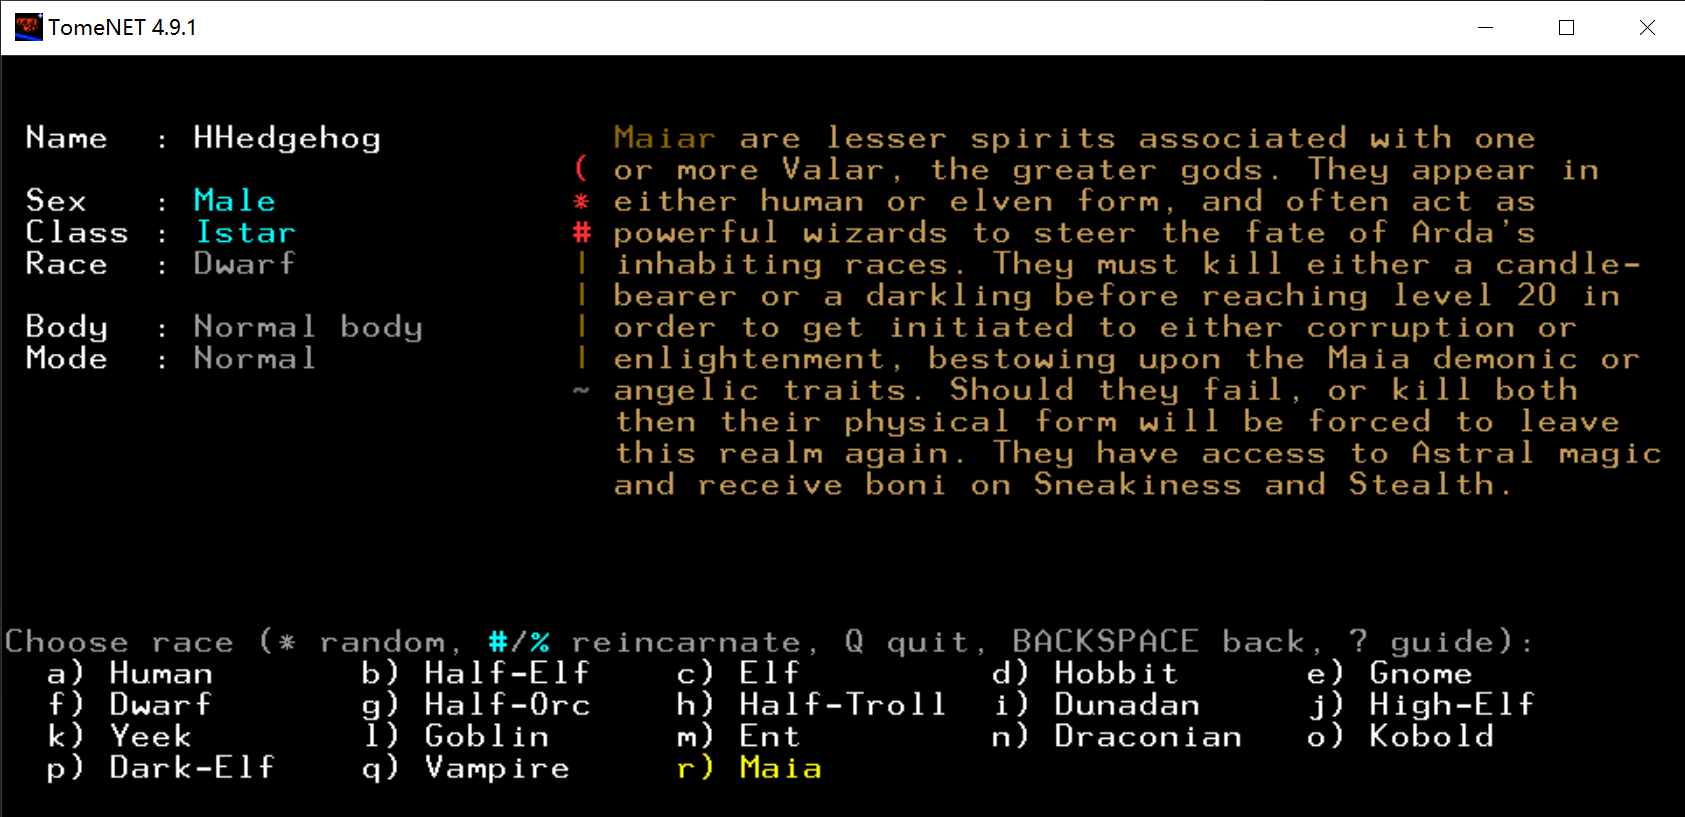 TomeNET 4.9.1
Name : HHedgehog
Sex : Male
Class : Istar
Race : Dwarf
Body : Normal body
Mode : Normal
(
*
#
|
|
|
|
~
Maiar are lesser spirits associated with one
or more Valar, the greater gods. They appear in
either human or elven form, and often act as
powerful wizards to steer the fate of Arda's
inhabiting races. They must kill either a candle-
bearer or a darkling before reaching level 20 in
order to get initiated to either corruption or
enlightenment, bestowing upon the Maia demonic or
angelic traits. Should they fail, or kill both
then their physical form will be forced to leave
this realm again. They have access to Astral magic
and receive boni on Sneakiness and Stealth.
Choose race (* random, #/% reincarnate, Q quit, BACKSPACE back, ? guide):
a) Human b) Half-Elf c) Elf d) Hobbit e) Gnome
f) Dwarf g) Half-Orc h) Half-Troll i) Dunadan j) High-Elf
k) Yeek l) Goblin m) Ent n) Draconian o) Kobold
p) Dark-Elf q) Vampire r) Maia